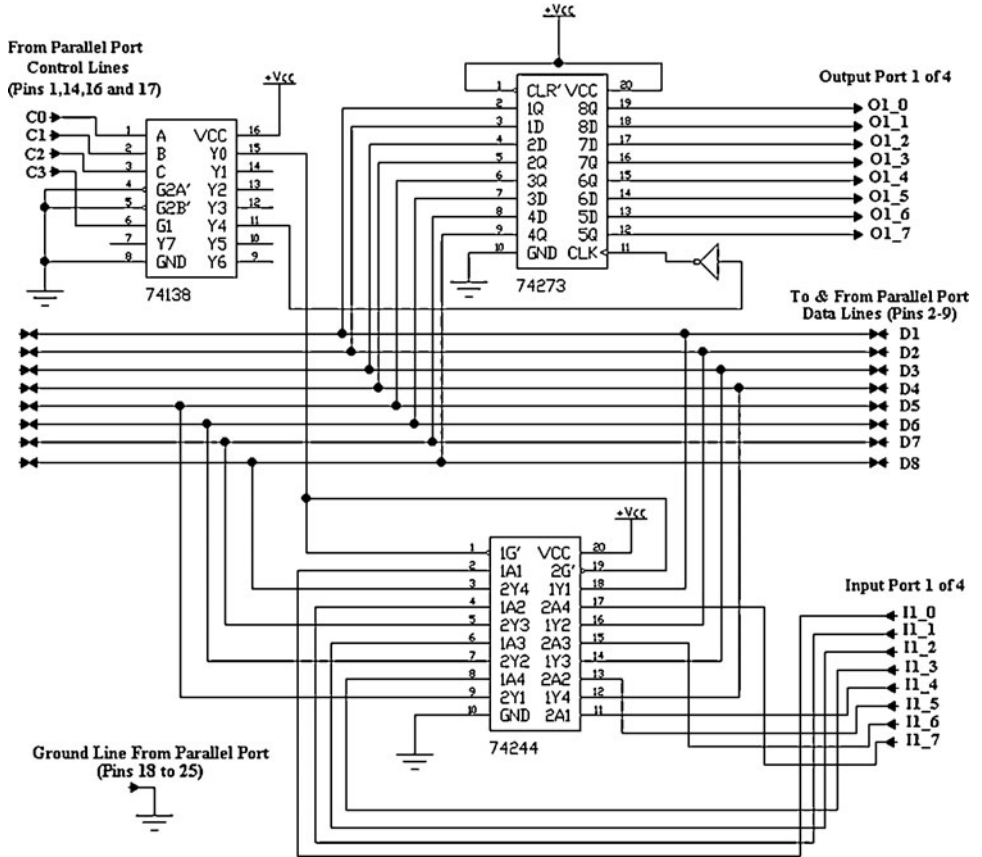 From Parallel Port
Control Lines
(Pins 1,14,16 and 17)
C0
C1
C2
C3
+Vcc
1 A VCC 16
2 B Y0 15
3 C Y1 14
4 G2A' Y2 13
5 G2B' Y3 12
6 G1 Y4 11
7 Y7 Y5 10
8 GND Y6 9
74138
+Vcc
1 CLR' VCC 20
2 1Q 8Q 19
3 1D 8D 18
4 2D 7D 17
5 2Q 7Q 16
6 3Q 6Q 15
7 3D 6D 14
8 4D 5D 13
9 4Q 5Q 12
10 GND CLK 11
74273
Output Port 1 of 4
O1_0
O1_1
O1_2
O1_3
O1_4
O1_5
O1_6
O1_7
To & From Parallel Port
Data Lines (Pins 2-9)
D1
D2
D3
D4
D5
D6
D7
D8
+Vcc
1 1G' VCC 20
2 1A1 2G' 19
3 2Y4 1Y1 18
4 1A2 2A4 17
5 2Y3 1Y2 16
6 1A3 2A3 15
7 2Y2 1Y3 14
8 1A4 2A2 13
9 2Y1 1Y4 12
10 GND 2A1 11
74244
Input Port 1 of 4
I1_0
I1_1
I1_2
I1_3
I1_4
I1_5
I1_6
I1_7
Ground Line From Parallel Port
(Pins 18 to 25)